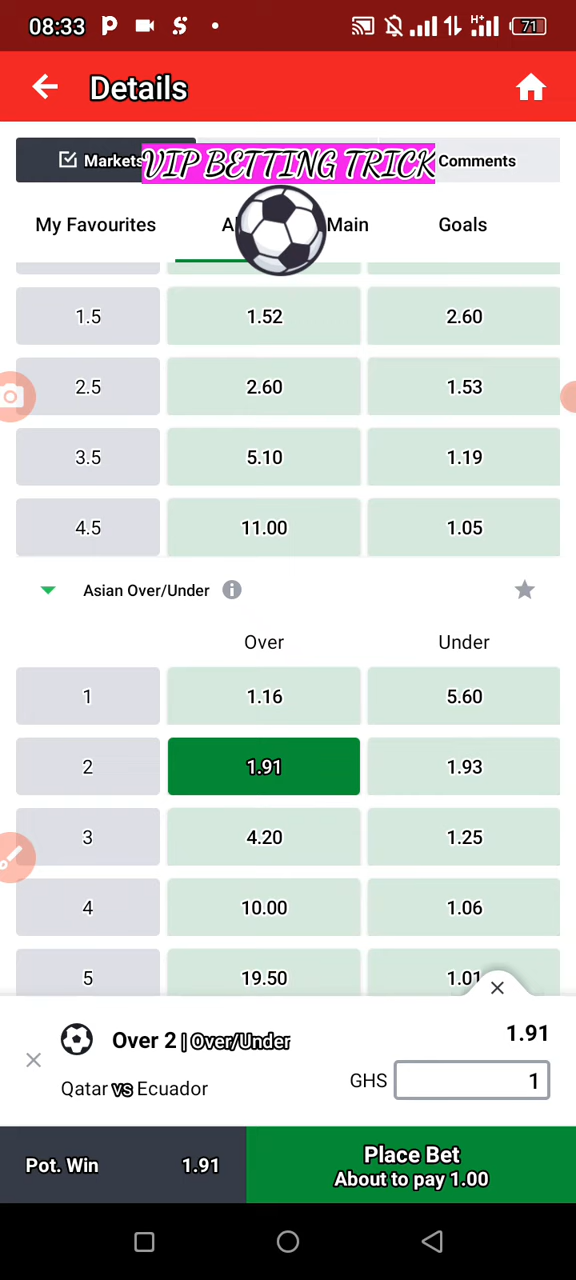 08:33
71
Details
Markets
VIP BETTING TRICK
Comments
My Favourites
Main
Goals
1.5 1.52 2.60
2.5 2.60 1.53
3.5 5.10 1.19
4.5 11.00 1.05
Asian Over/Under
Over Under
1 1.16 5.60
2 1.91 1.93
3 4.20 1.25
4 10.00 1.06
5 19.50 1.01
Over 2 | Over/Under 1.91
Qatar vs Ecuador GHS 1
Pot. Win 1.91
Place Bet
About to pay 1.00